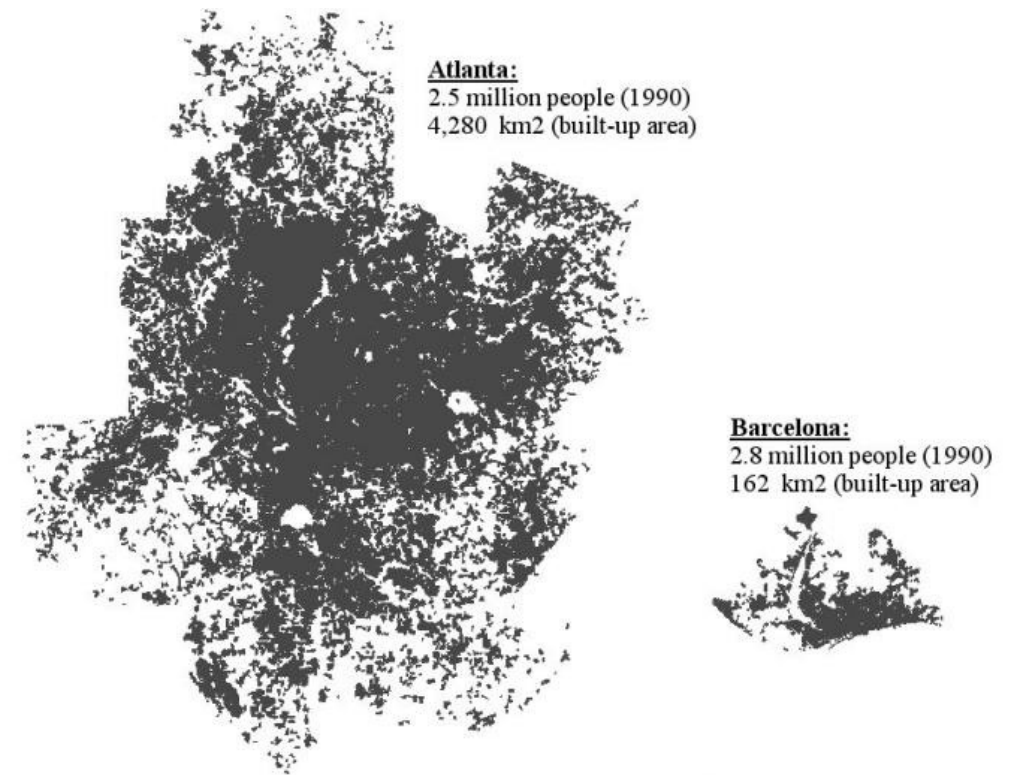 Atlanta:
2.5 million people (1990)
4,280 km2 (built-up area)
Barcelona:
2.8 million people (1990)
162 km2 (built-up area)